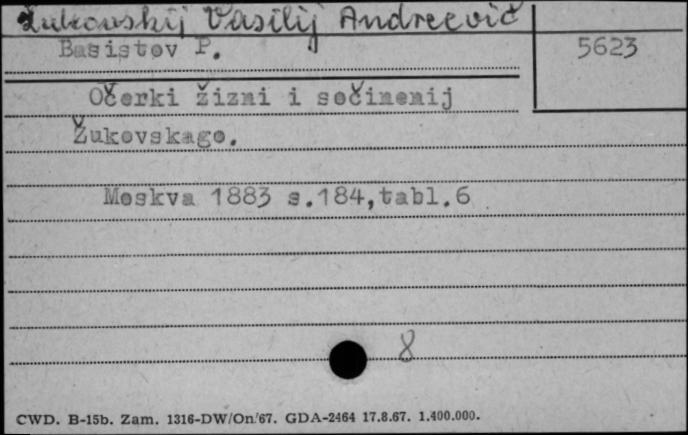 Žukovskij Vasilij Andreevič
Basistov P.
5623
Očerki žizni i sočinenij
Žukovskago.
Moskva 1883 s.184,tabl.6
8
CWD. B-15b. Zam. 1316-DW/On/67. GDA-2464 17.8.67. 1.400.000.